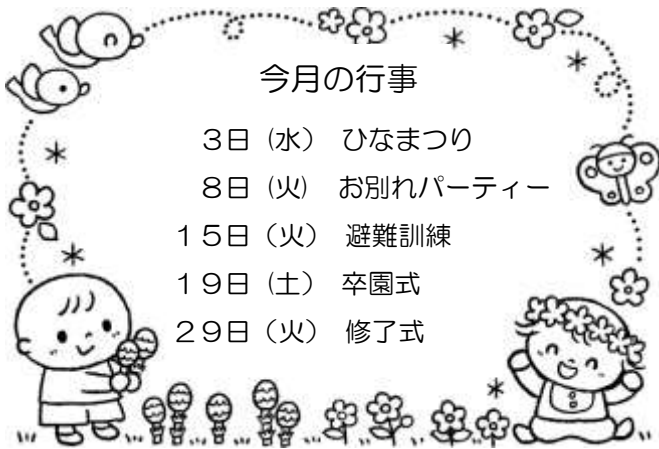 今月の行事
３日（水） ひなまつり
８日（火） お別れパーティー
１５日（火） 避難訓練
１９日（土） 卒園式
２９日（火） 修了式